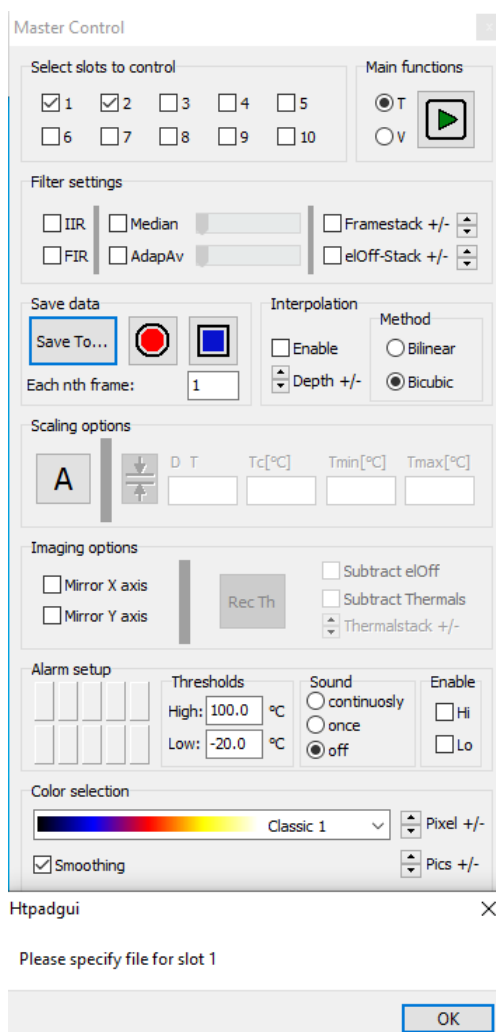 Master Control
Select slots to control
Main functions
1 2 3 4 5
T
6 7 8 9 10
V
Filter settings
IIR Median Framestack +/-
FIR AdapAv elOff-Stack +/-
Save data
Interpolation
Method
Save To...
Enable Bilinear
Each nth frame: 1
Depth +/- Bicubic
Scaling options
A
D T Tc[°C] Tmin[°C] Tmax[°C]
Imaging options
Mirror X axis
Mirror Y axis
Rec Th
Subtract elOff
Subtract Thermals
Thermalstack +/-
Alarm setup
Thresholds
High: 100.0 °C
Low: -20.0 °C
Sound
continuosly
once
off
Enable
Hi
Lo
Color selection
Classic 1
Pixel +/-
Smoothing
Pics +/-
Htpadgui
Please specify file for slot 1
OK